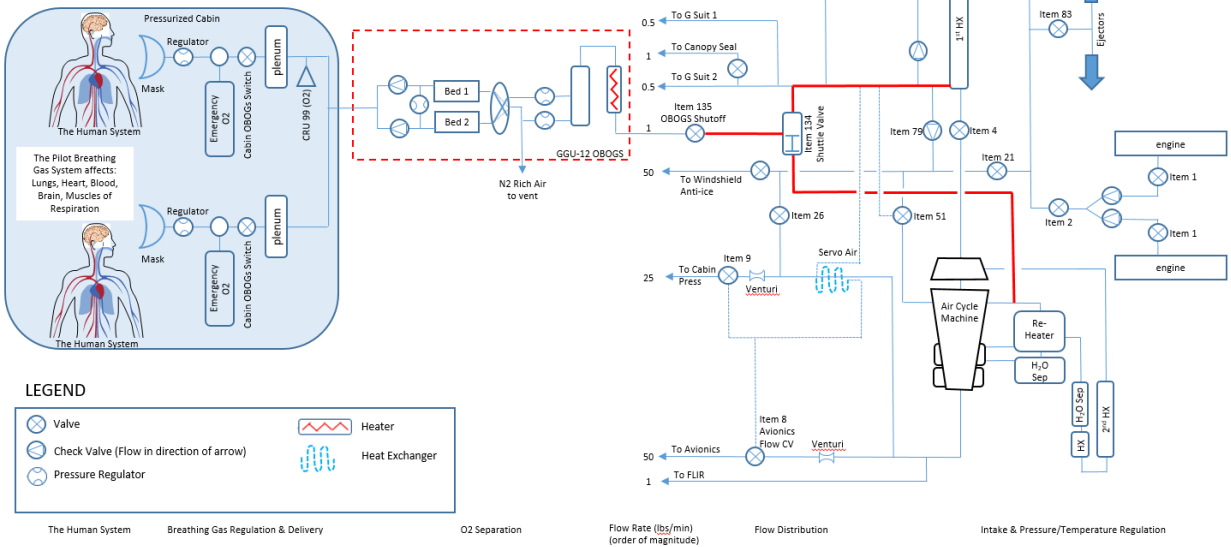 Pressurized Cabin
Regulator
Mask
Emergency
O2
Cabin OBOGs Switch
plenum
CRU 99 (O2)
The Human System
The Pilot Breathing
Gas System affects:
Lungs, Heart, Blood,
Brain, Muscles of
Respiration
Regulator
Mask
Emergency
O2
Cabin OBOGs Switch
plenum
The Human System
Bed 1
Bed 2
GGU-12 OBOGS
N2 Rich Air
to vent
0.5
To G Suit 1
1
To Canopy Seal
0.5
To G Suit 2
1
Item 135
OBOGS Shutoff
Item 134
Shuttle Valve
50
To Windshield
Anti-ice
Item 26
25
To Cabin
Press
Item 9
Venturi
Servo Air
Item 8
Avionics
Flow CV
Venturi
50
To Avionics
1
To FLIR
1st HX
Item 79
Item 4
Item 21
Item 51
Item 83
Ejectors
Item 2
engine
Item 1
Item 1
engine
Air Cycle
Machine
Re-
Heater
H2O
Sep
H2O Sep
HX
2nd HX
LEGEND
Valve
Check Valve (Flow in direction of arrow)
Pressure Regulator
Heater
Heat Exchanger
The Human System
Breathing Gas Regulation & Delivery
O2 Separation
Flow Rate (lbs/min)
(order of magnitude)
Flow Distribution
Intake & Pressure/Temperature Regulation